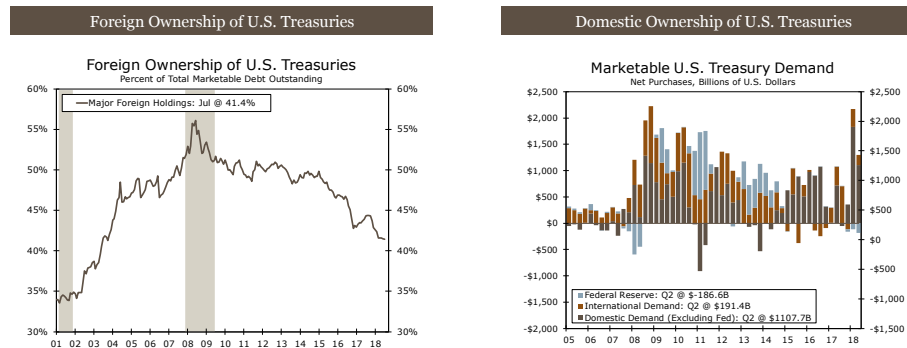 Foreign Ownership of U.S. Treasuries
Domestic Ownership of U.S. Treasuries
Foreign Ownership of U.S. Treasuries
Percent of Total Marketable Debt Outstanding
60%
55%
50%
45%
40%
35%
30%
60%
55%
50%
45%
40%
35%
30%
Major Foreign Holdings: Jul @ 41.4%
01 02 03 04 05 06 07 08 09 10 11 12 13 14 15 16 17 18
Marketable U.S. Treasury Demand
Net Purchases, Billions of U.S. Dollars
$2,500
$2,000
$1,500
$1,000
$500
$0
-$500
-$1,000
-$1,500
-$2,000
$2,500
$2,000
$1,500
$1,000
$500
$0
-$500
-$1,000
-$1,500
Federal Reserve: Q2 @ $-186.6B
International Demand: Q2 @ $191.4B
Domestic Demand (Excluding Fed): Q2 @ $1107.7B
05 06 07 08 09 10 11 12 13 14 15 16 17 18